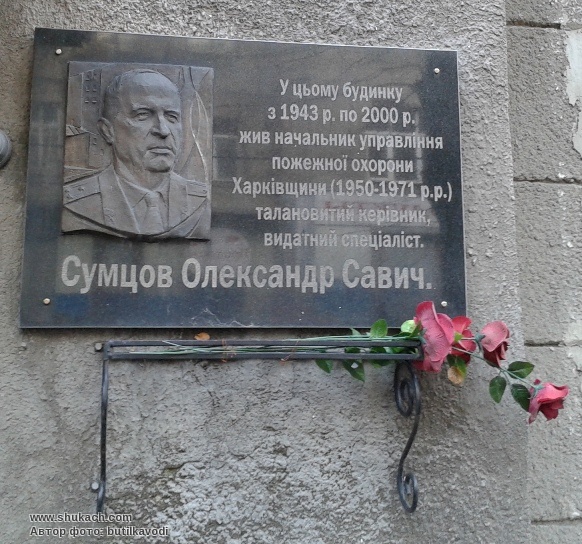 У цьому будинку
з 1943 р. по 2000 р.
жив начальник управління
пожежної охорони
Харківщини (1950-1971 р.р.)
талановитий керівник,
видатний спеціаліст.
Сумцов Олександр Савич.
www.shukach.com
Автор фото: butilkavodi